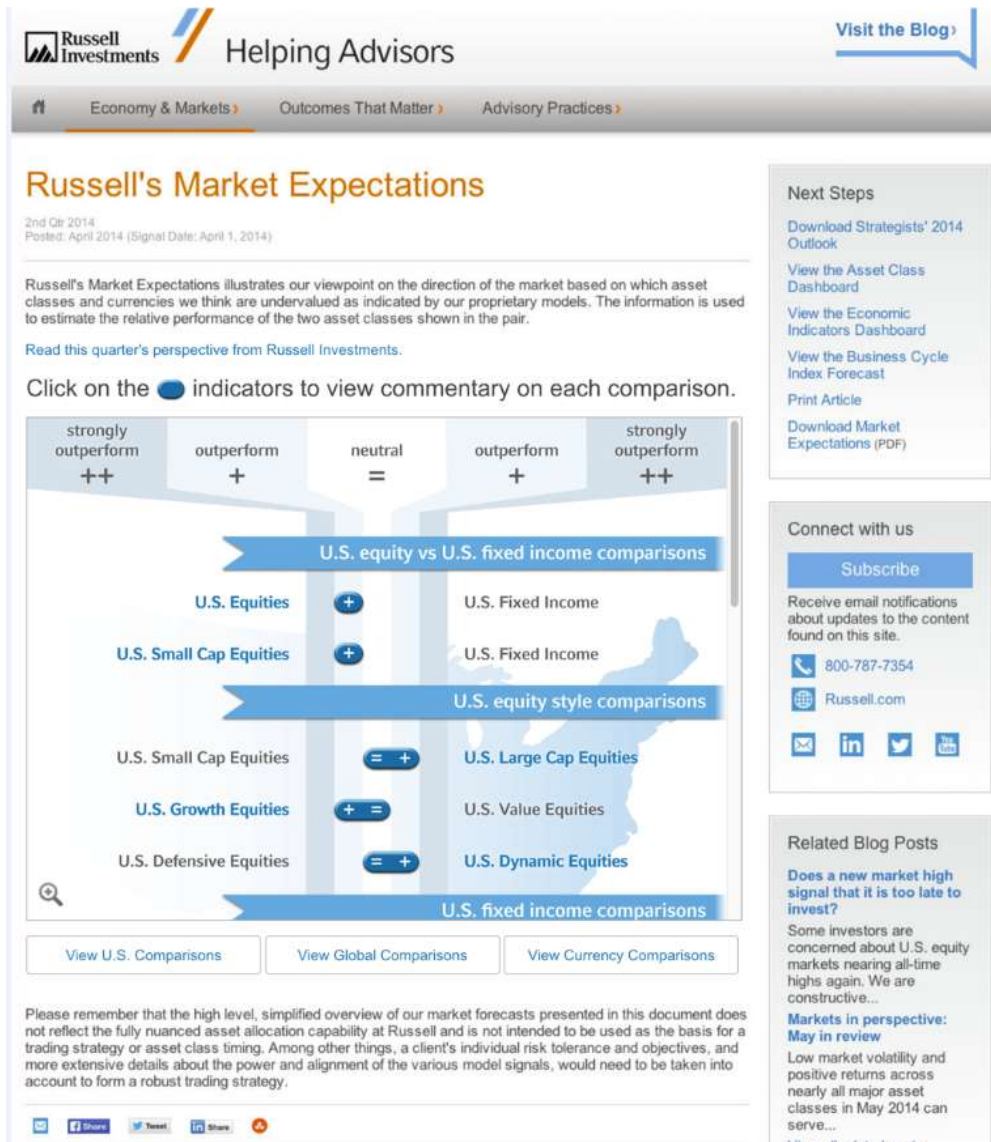 Russell
Investments
Helping Advisors
Visit the Blog›
Economy & Markets ›
Outcomes That Matter ›
Advisory Practices ›
Russell's Market Expectations
2nd Qtr 2014
Posted: April 2014 (Signal Date: April 1, 2014)
Russell's Market Expectations illustrates our viewpoint on the direction of the market based on which asset
classes and currencies we think are undervalued as indicated by our proprietary models. The information is used
to estimate the relative performance of the two asset classes shown in the pair.
Read this quarter's perspective from Russell Investments.
Click on the indicators to view commentary on each comparison.
strongly outperform ++
outperform +
neutral =
outperform +
strongly outperform ++
U.S. equity vs U.S. fixed income comparisons
U.S. Equities + U.S. Fixed Income
U.S. Small Cap Equities + U.S. Fixed Income
U.S. equity style comparisons
U.S. Small Cap Equities = + U.S. Large Cap Equities
U.S. Growth Equities + = U.S. Value Equities
U.S. Defensive Equities = + U.S. Dynamic Equities
U.S. fixed income comparisons
View U.S. Comparisons
View Global Comparisons
View Currency Comparisons
Please remember that the high level, simplified overview of our market forecasts presented in this document does
not reflect the fully nuanced asset allocation capability at Russell and is not intended to be used as the basis for a
trading strategy or asset class timing. Among other things, a client's individual risk tolerance and objectives, and
more extensive details about the power and alignment of the various model signals, would need to be taken into
account to form a robust trading strategy.
Share
Tweet
Share
Next Steps
Download Strategists' 2014
Outlook
View the Asset Class
Dashboard
View the Economic
Indicators Dashboard
View the Business Cycle
Index Forecast
Print Article
Download Market
Expectations (PDF)
Connect with us
Subscribe
Receive email notifications
about updates to the content
found on this site.
800-787-7354
Russell.com
in
You
Tube
Related Blog Posts
Does a new market high
signal that it is too late to
invest?
Some investors are
concerned about U.S. equity
markets nearing all-time
highs again. We are
constructive...
Markets in perspective:
May in review
Low market volatility and
positive returns across
nearly all major asset
classes in May 2014 can
serve...